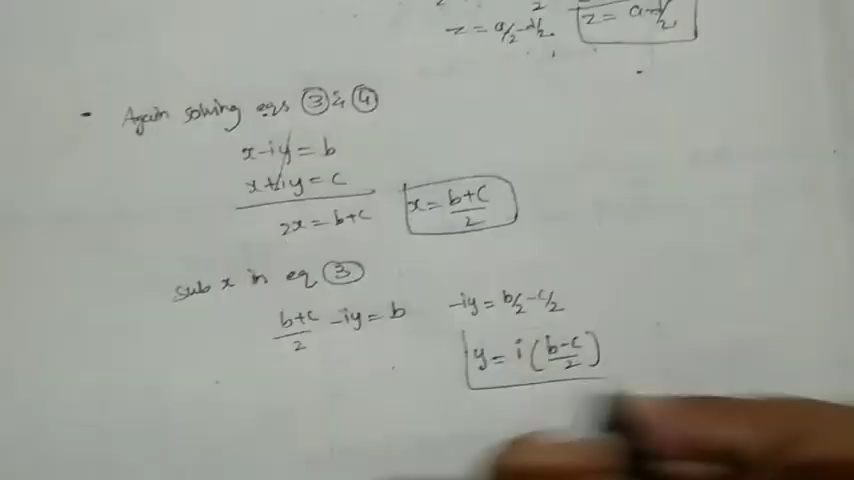 z = a/2 - d/2. z = a-d/2
- Again solving eqs ③ & ④
x - iy = b
x + iy = c
2x = b+c x = b+c/2
sub x in eq ③
b+c/2 - iy = b -iy = b/2 - c/2
y = i(b-c/2)